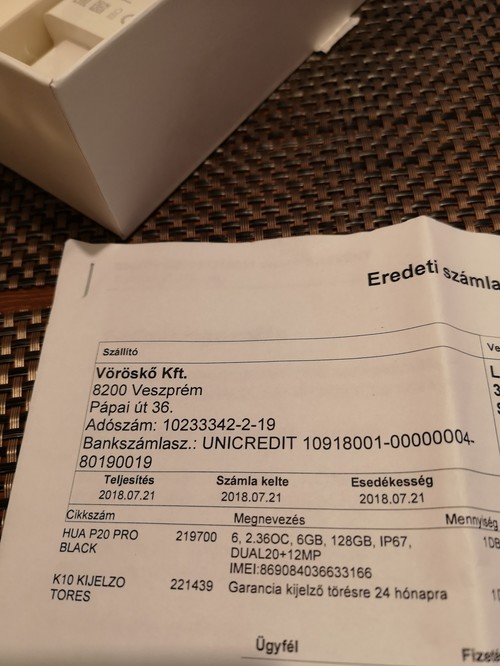 Eredeti számla
Szállító
Ve
Vöröskő Kft.
8200 Veszprém
Pápai út 36.
Adószám: 10233342-2-19
Bankszámlasz.: UNICREDIT 10918001-00000004-
80190019
Teljesítés Számla kelte Esedékesség
2018.07.21 2018.07.21 2018.07.21
Cikkszám Megnevezés Mennyiség
HUA P20 PRO 219700 6, 2.36OC, 6GB, 128GB, IP67,
BLACK DUAL20+12MP
IMEI:869084036633166
K10 KIJELZO 221439 Garancia kijelző törésre 24 hónapra
TORES
Ügyfél
Fizeté